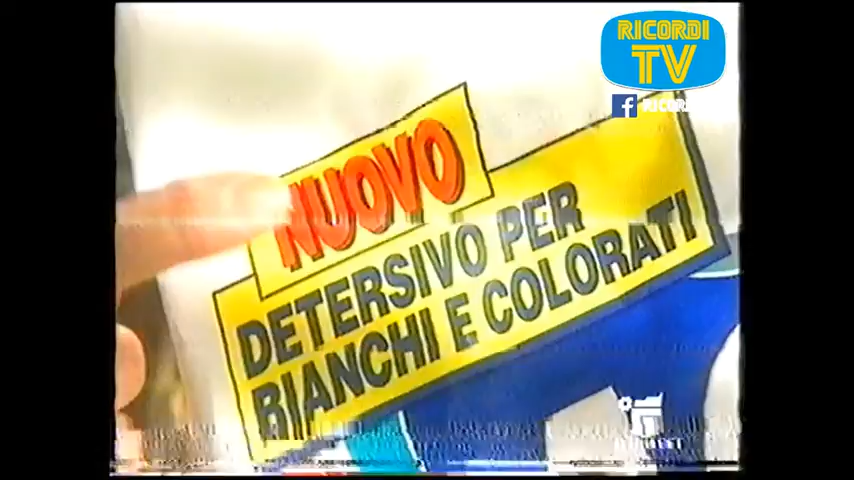 RICORDI
TV
NUOVO
DETERSIVO PER
BIANCHI E COLORATI